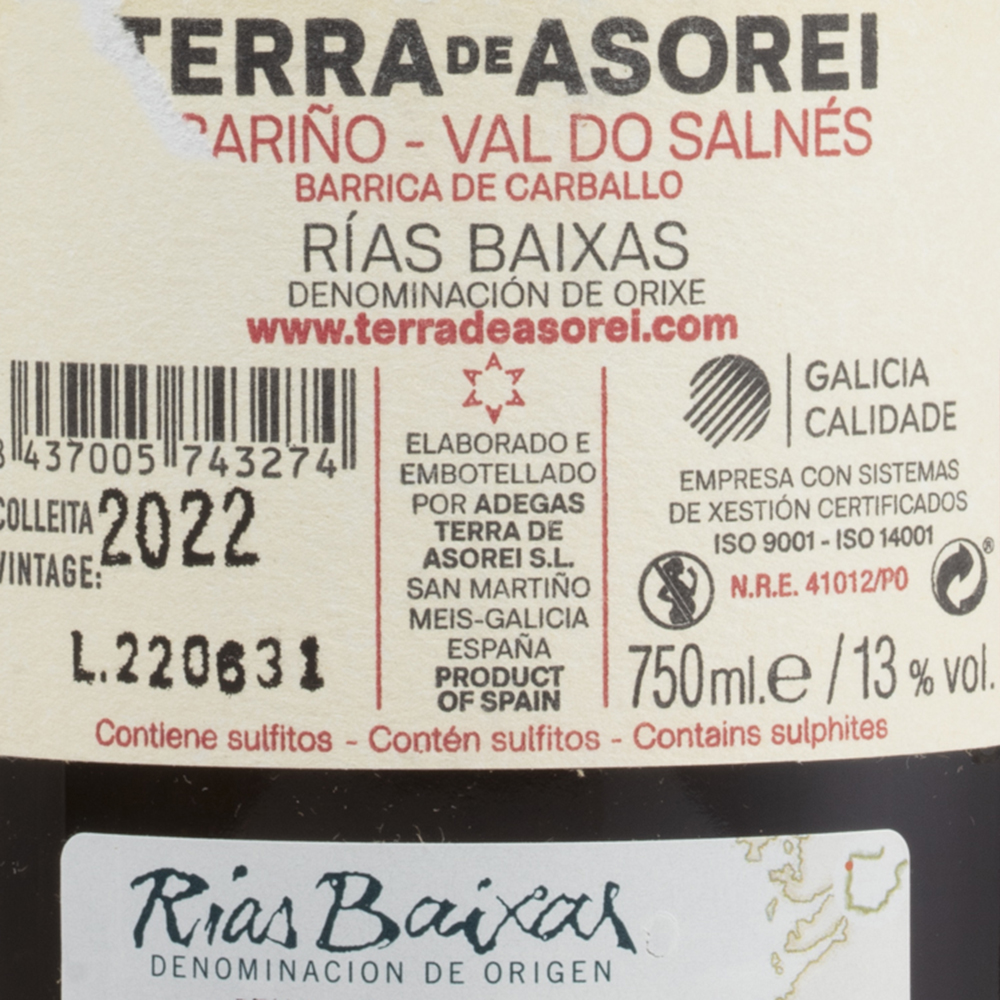 TERRA DE ASOREI
BARIÑO - VAL DO SALNÉS
BARRICA DE CARBALLO
RÍAS BAIXAS
DENOMINACIÓN DE ORIXE
www.terradeasorei.com
8 437005 743274
COLLEITA
VINTAGE: 2022
L.220631
ELABORADO E
EMBOTELLADO
POR ADEGAS
TERRA DE
ASOREI S.L.
SAN MARTIÑO
MEIS-GALICIA
ESPAÑA
PRODUCT
OF SPAIN
GALICIA
CALIDADE
EMPRESA CON SISTEMAS
DE XESTIÓN CERTIFICADOS
ISO 9001 - ISO 14001
N.R.E. 41012/PO
®
750ml.e / 13 % vol.
Contiene sulfitos - Contén sulfitos - Contains sulphites
Rías Baixas
DENOMINACION DE ORIGEN